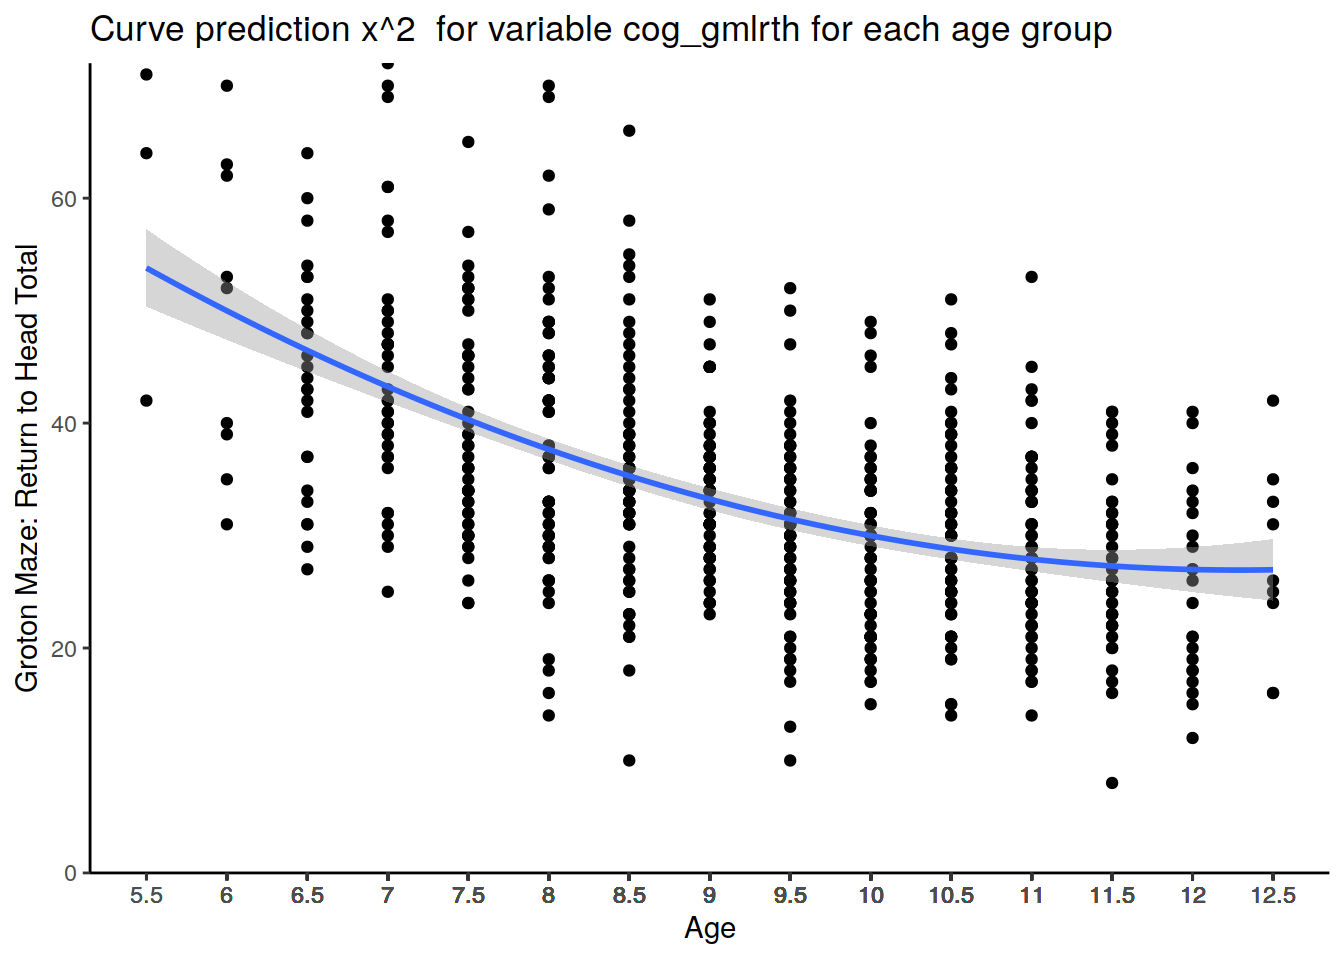 Curve prediction x^2  for variable cog_gmlrth for each age group
Groton Maze: Return to Head Total
60
40
20
0
5.5 6 6.5 7 7.5 8 8.5 9 9.5 10 10.5 11 11.5 12 12.5
Age